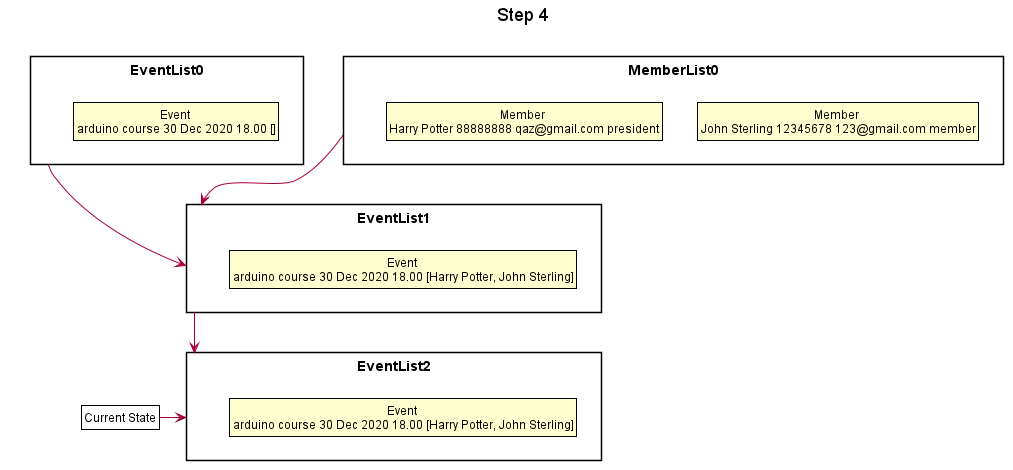 Step 4
EventList0
Event
arduino course 30 Dec 2020 18.00 []
MemberList0
Member
Harry Potter 88888888 qaz@gmail.com president
Member
John Sterling 12345678 123@gmail.com member
EventList1
Event
arduino course 30 Dec 2020 18.00 [Harry Potter, John Sterling]
EventList2
Event
arduino course 30 Dec 2020 18.00 [Harry Potter, John Sterling]
Current State